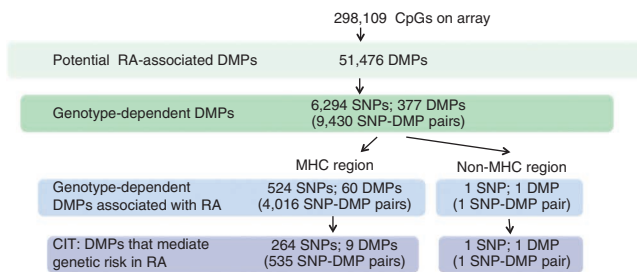 298,109 CpGs on array
Potential RA-associated DMPs
51,476 DMPs
Genotype-dependent DMPs
6,294 SNPs; 377 DMPs
(9,430 SNP-DMP pairs)
MHC region
Non-MHC region
Genotype-dependent
DMPs associated with RA
524 SNPs; 60 DMPs
(4,016 SNP-DMP pairs)
1 SNP; 1 DMP
(1 SNP-DMP pair)
CIT: DMPs that mediate
genetic risk in RA
264 SNPs; 9 DMPs
(535 SNP-DMP pairs)
1 SNP; 1 DMP
(1 SNP-DMP pair)